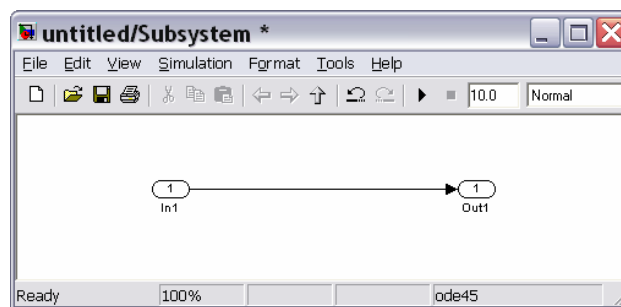 untitled/Subsystem *
File Edit View Simulation Format Tools Help
10.0 Normal
1 1
In1 Out1
Ready 100% ode45